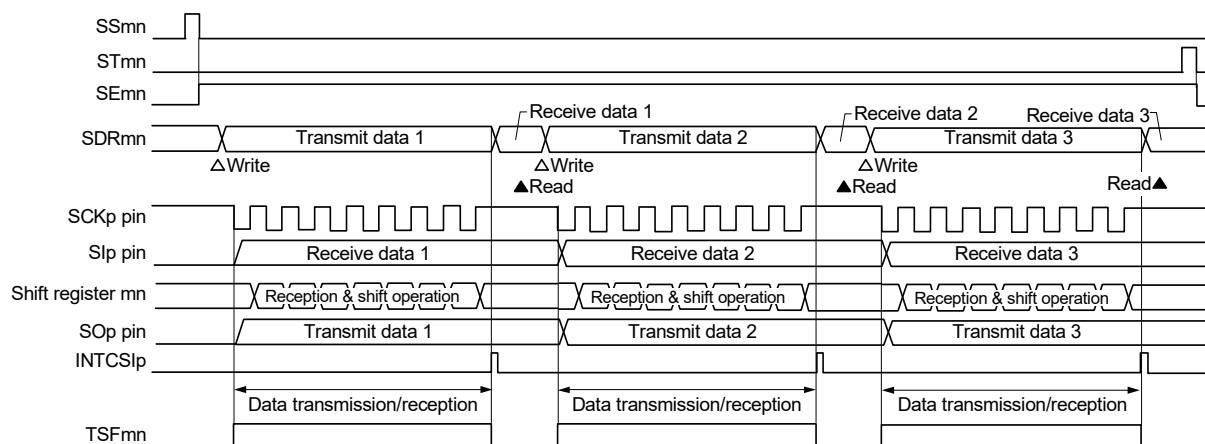 SSmn
STmn
SEmn
Receive data 1
Receive data 2
Receive data 3
SDRmn
Transmit data 1
Transmit data 2
Transmit data 3
△Write
△Write
△Write
▲Read
▲Read
Read▲
SCKp pin
SIp pin
Receive data 1
Receive data 2
Receive data 3
Shift register mn
Reception & shift operation
Reception & shift operation
Reception & shift operation
SOp pin
Transmit data 1
Transmit data 2
Transmit data 3
INTCSIp
Data transmission/reception
Data transmission/reception
Data transmission/reception
TSFmn